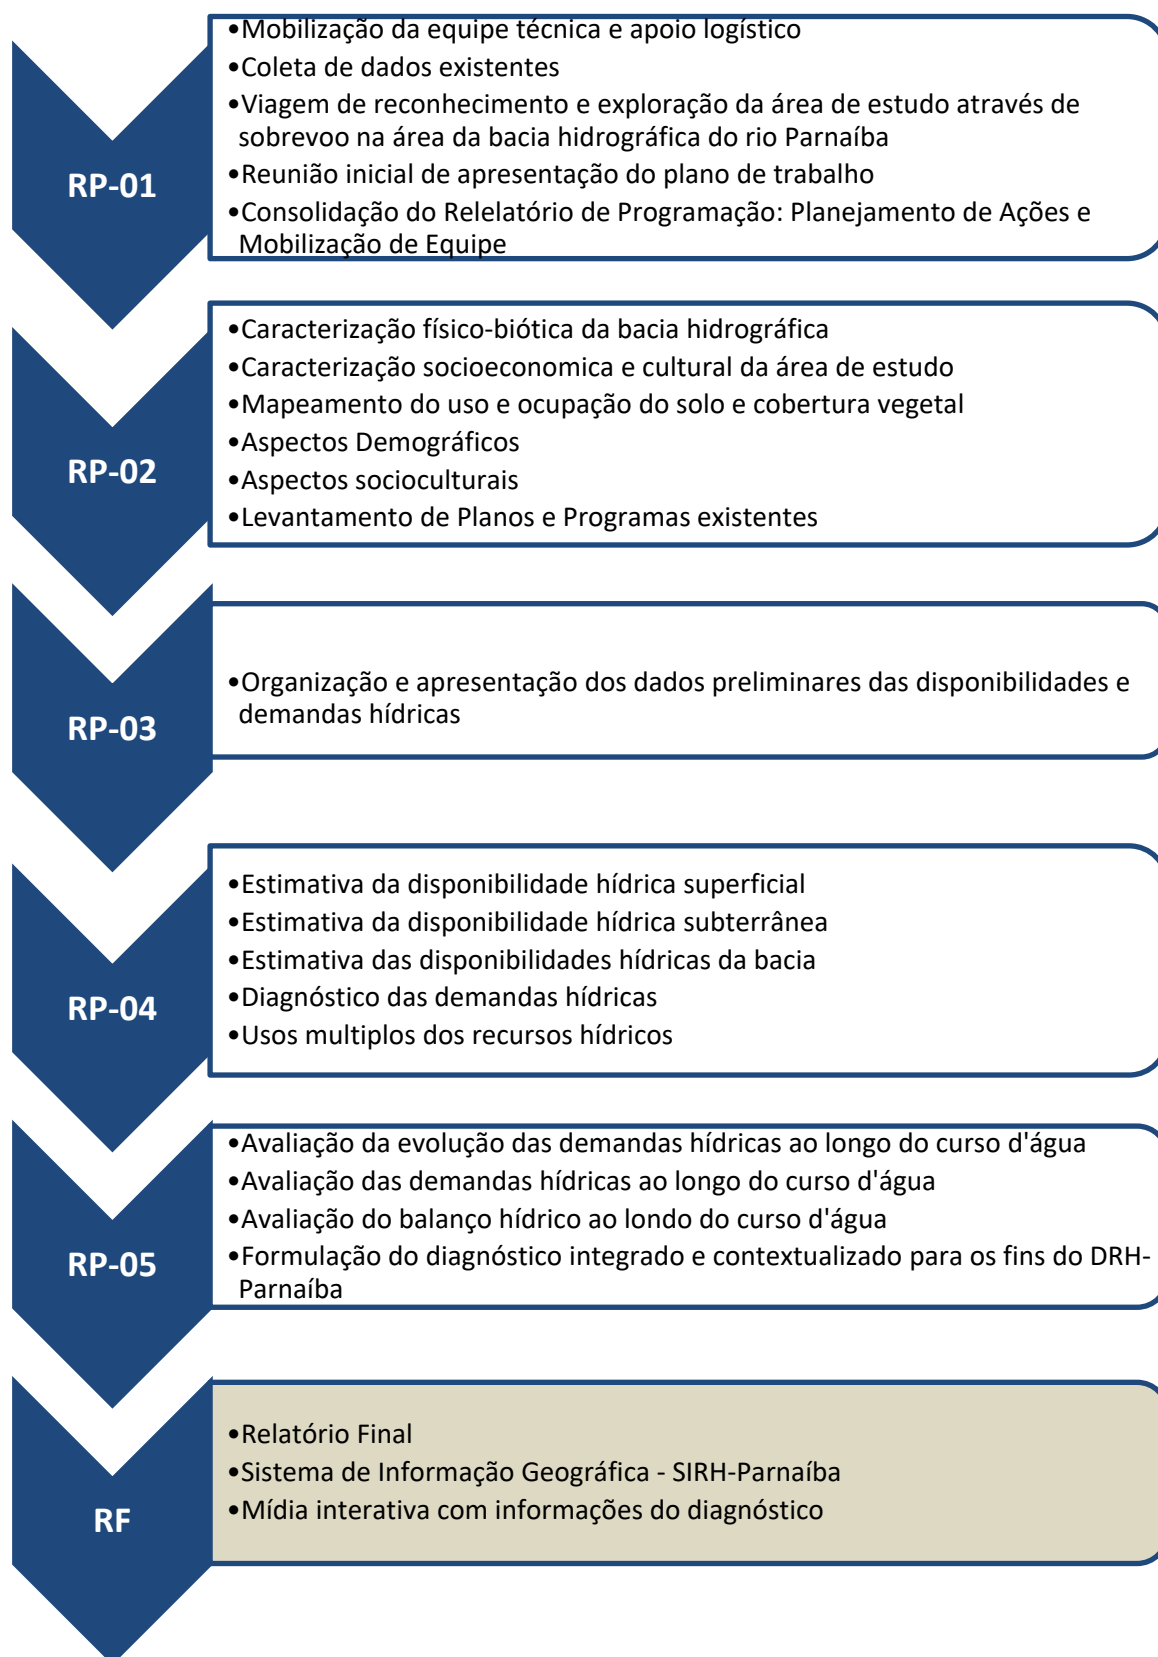 •Mobilização da equipe técnica e apoio logístico
•Coleta de dados existentes
•Viagem de reconhecimento e exploração da área de estudo através de
sobrevoo na área da bacia hidrográfica do rio Parnaíba
RP-01
•Reunião inicial de apresentação do plano de trabalho
•Consolidação do Relelatório de Programação: Planejamento de Ações e
Mobilização de Equipe
•Caracterização físico-biótica da bacia hidrográfica
•Caracterização socioeconomica e cultural da área de estudo
•Mapeamento do uso e ocupação do solo e cobertura vegetal
•Aspectos Demográficos
RP-02
•Aspectos socioculturais
•Levantamento de Planos e Programas existentes
•Organização e apresentação dos dados preliminares das disponibilidades e
demandas hídricas
RP-03
•Estimativa da disponibilidade hídrica superficial
•Estimativa da disponibilidade hídrica subterrânea
•Estimativa das disponibilidades hídricas da bacia
•Diagnóstico das demandas hídricas
RP-04
•Usos multiplos dos recursos hídricos
•Avaliação da evolução das demandas hídricas ao longo do curso d'água
•Avaliação das demandas hídricas ao longo do curso d'água
•Avaliação do balanço hídrico ao londo do curso d'água
RP-05
•Formulação do diagnóstico integrado e contextualizado para os fins do DRH-
Parnaíba
•Relatório Final
•Sistema de Informação Geográfica - SIRH-Parnaíba
•Mídia interativa com informações do diagnóstico
RF